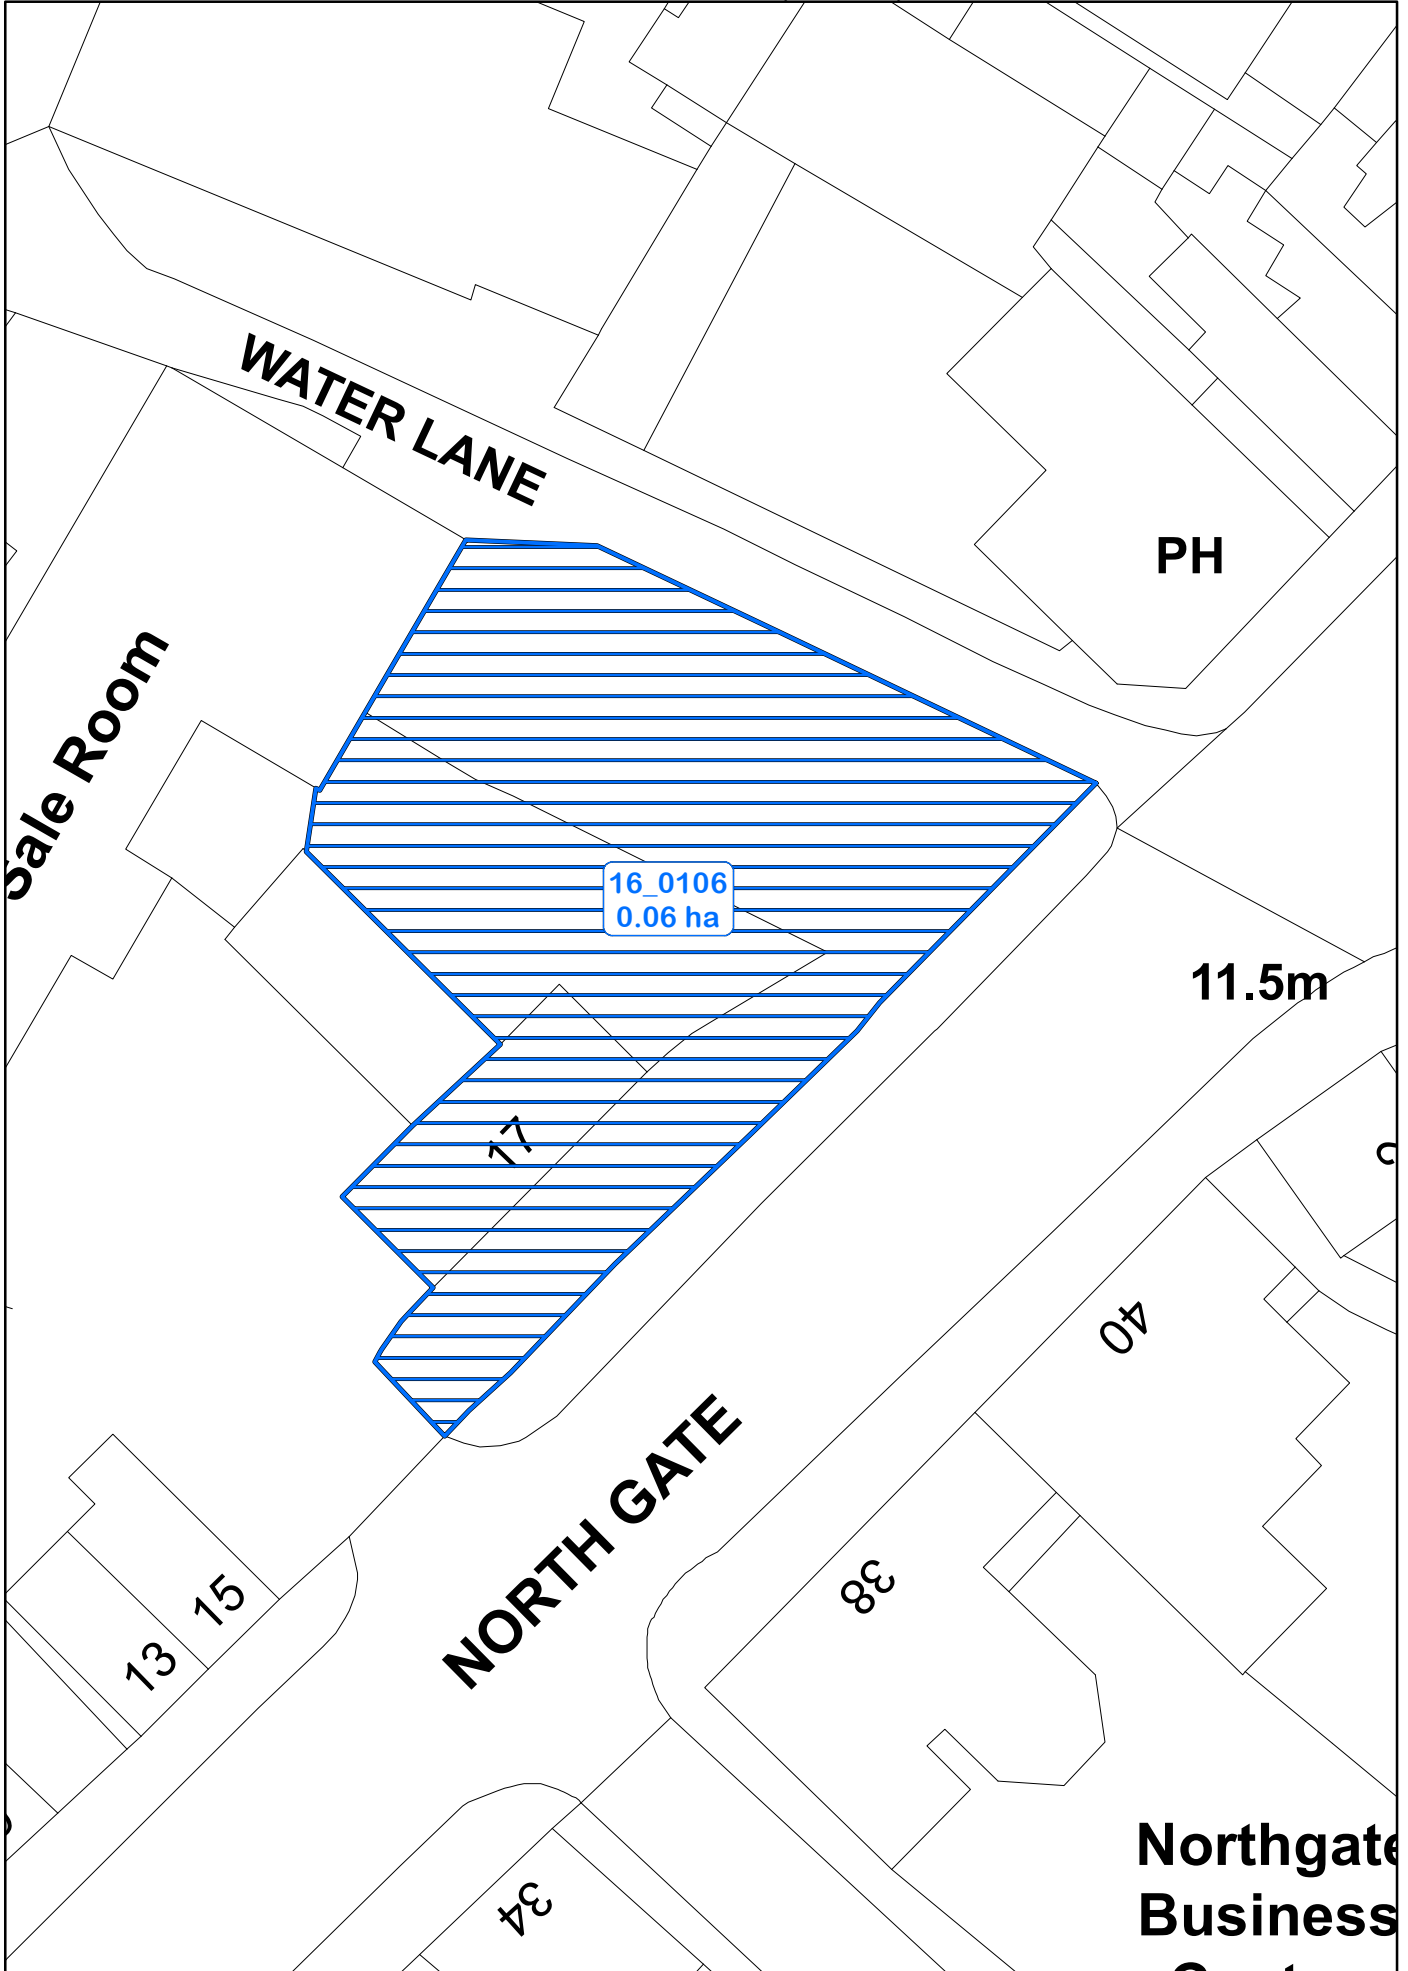 WATER LANE
PH
Sale Room
16_0106
0.06 ha
11.5m
17
40
NORTH GATE
38
15
13
34
Northgate
Business